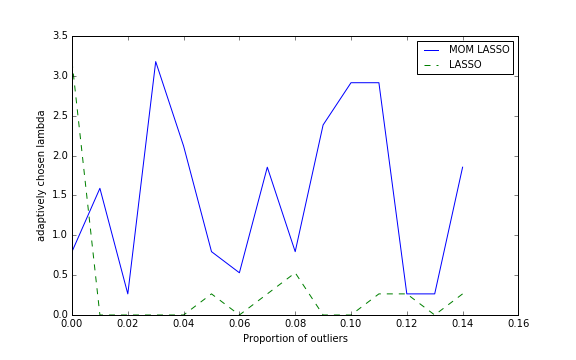 MOM LASSO
LASSO
adaptively chosen lambda
3.5
3.0
2.5
2.0
1.5
1.0
0.5
0.0
0.00 0.02 0.04 0.06 0.08 0.10 0.12 0.14 0.16
Proportion of outliers